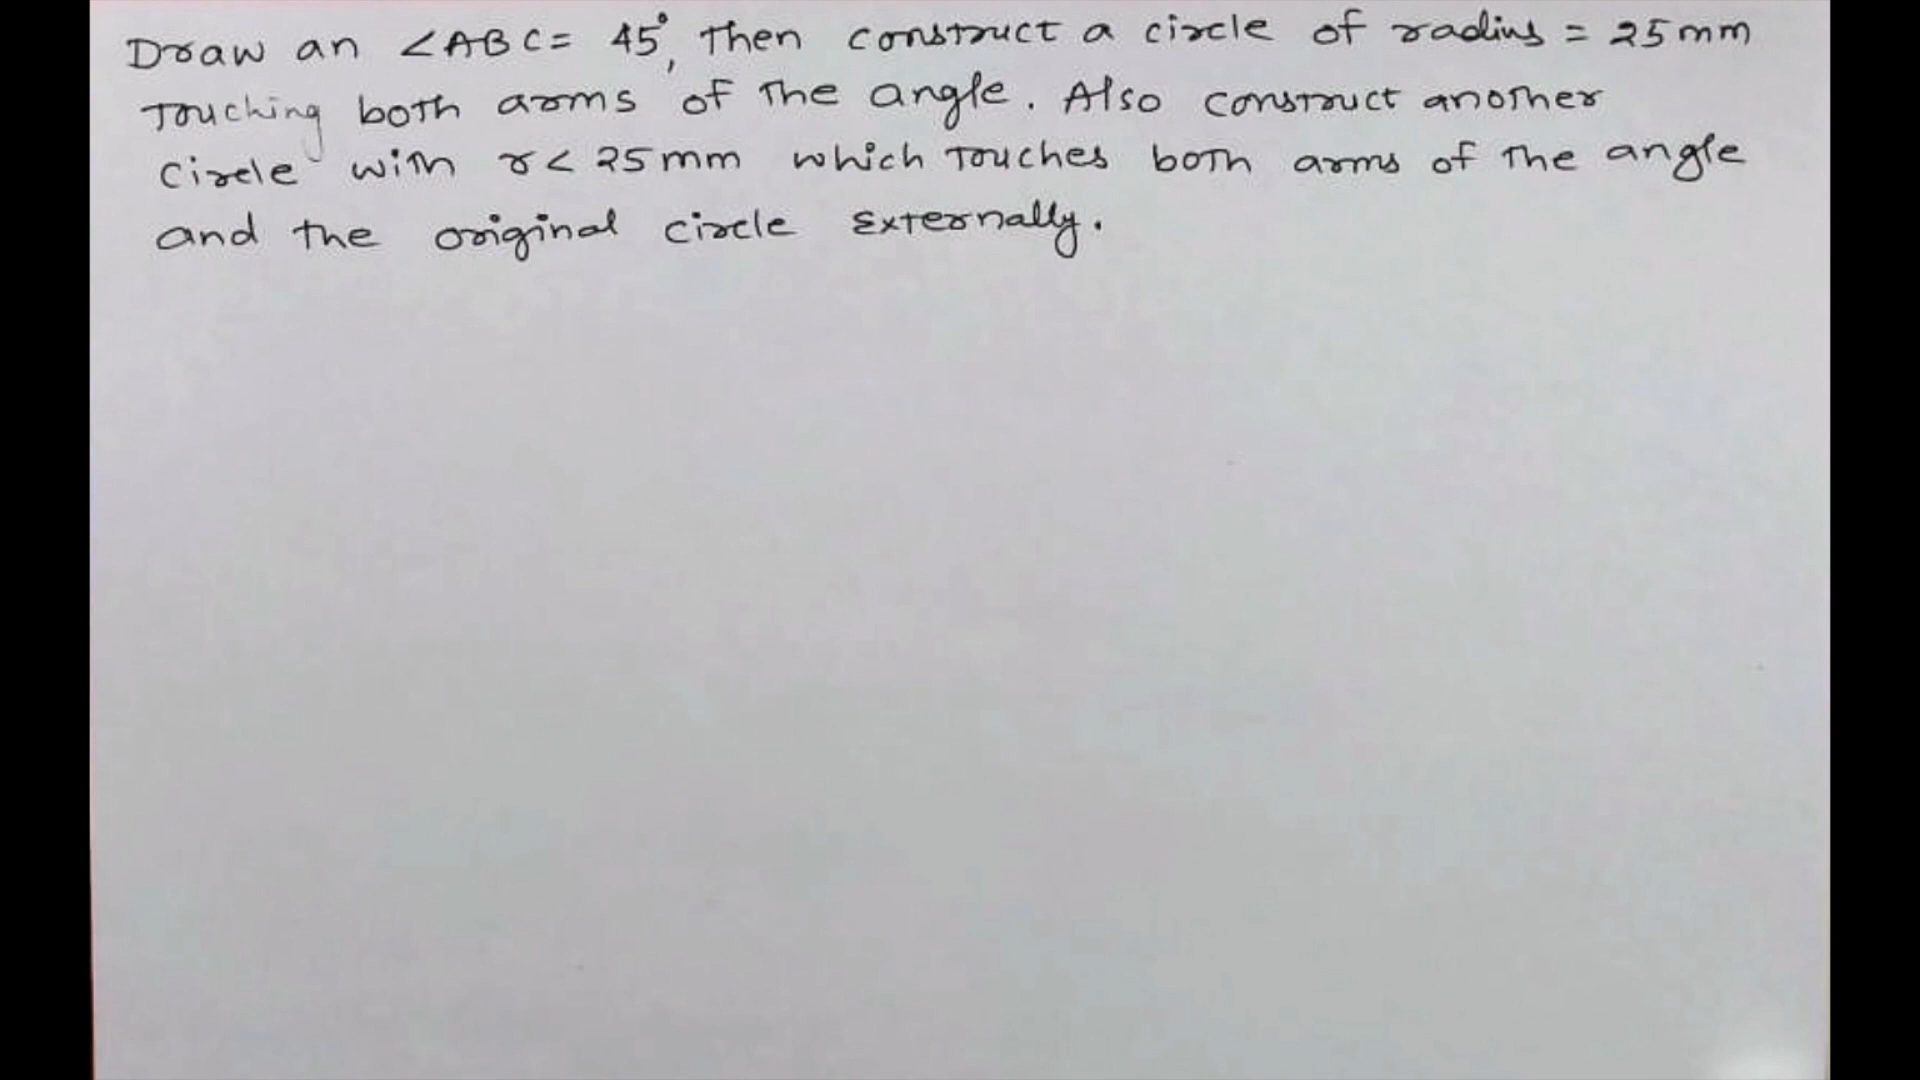 Draw an ∠ABC= 45°, Then construct a circle of radius = 25mm
Touching both arms of The angle. Also construct another
Circle with r< 25mm which Touches both arms of The angle
and the original circle Externally.